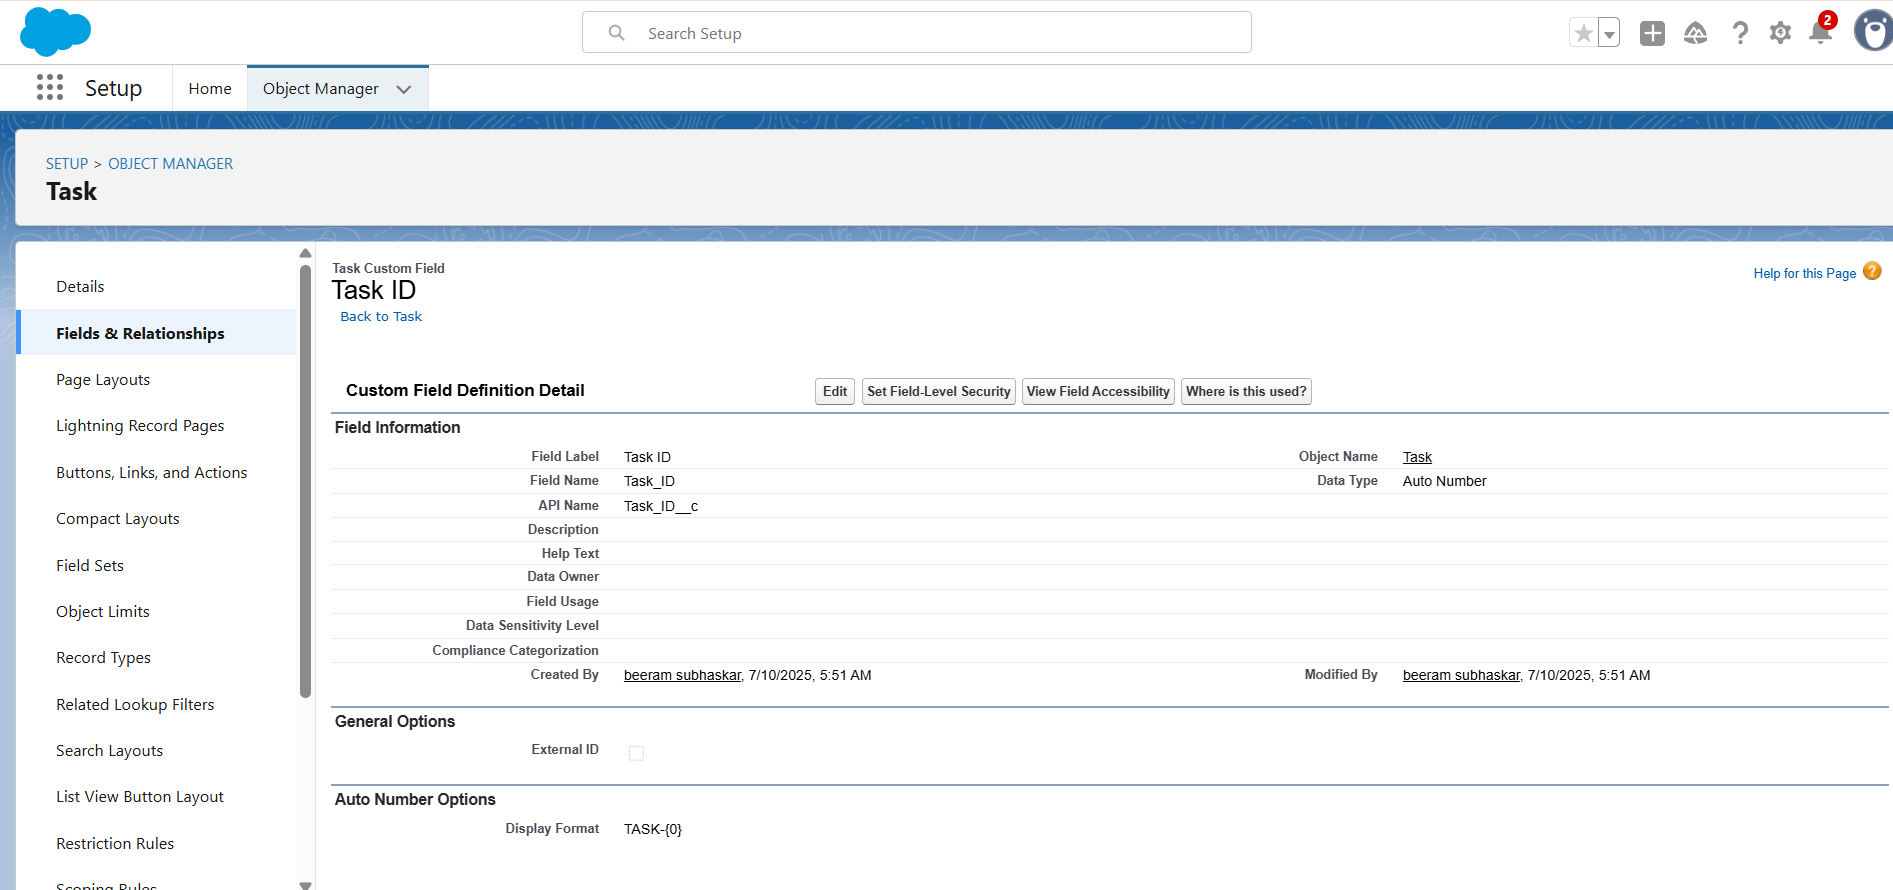 Search Setup
2
Setup
Home
Object Manager
SETUP > OBJECT MANAGER
Task
Details
Fields & Relationships
Page Layouts
Lightning Record Pages
Buttons, Links, and Actions
Compact Layouts
Field Sets
Object Limits
Record Types
Related Lookup Filters
Search Layouts
List View Button Layout
Restriction Rules
Scoping Rules
Task Custom Field
Task ID
Back to Task
Help for this Page ?
Custom Field Definition Detail
Edit
Set Field-Level Security
View Field Accessibility
Where is this used?
Field Information
Field Label Task ID Object Name Task
Field Name Task_ID Data Type Auto Number
API Name Task_ID__c
Description
Help Text
Data Owner
Field Usage
Data Sensitivity Level
Compliance Categorization
Created By beeram subhaskar, 7/10/2025, 5:51 AM Modified By beeram subhaskar, 7/10/2025, 5:51 AM
General Options
External ID
Auto Number Options
Display Format TASK-{0}